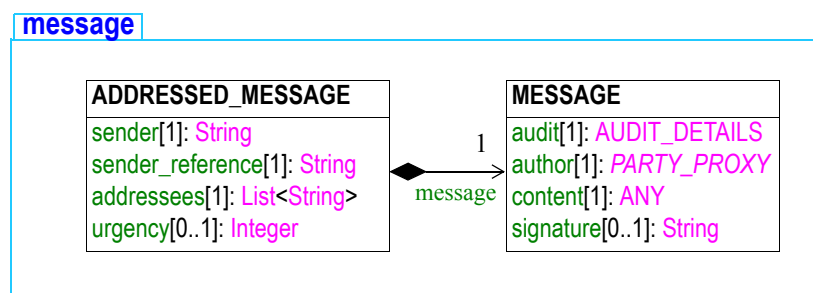 message
ADDRESSED_MESSAGE
sender[1]: String
sender_reference[1]: String
addressees[1]: List<String>
urgency[0..1]: Integer
1
message
MESSAGE
audit[1]: AUDIT_DETAILS
author[1]: PARTY_PROXY
content[1]: ANY
signature[0..1]: String